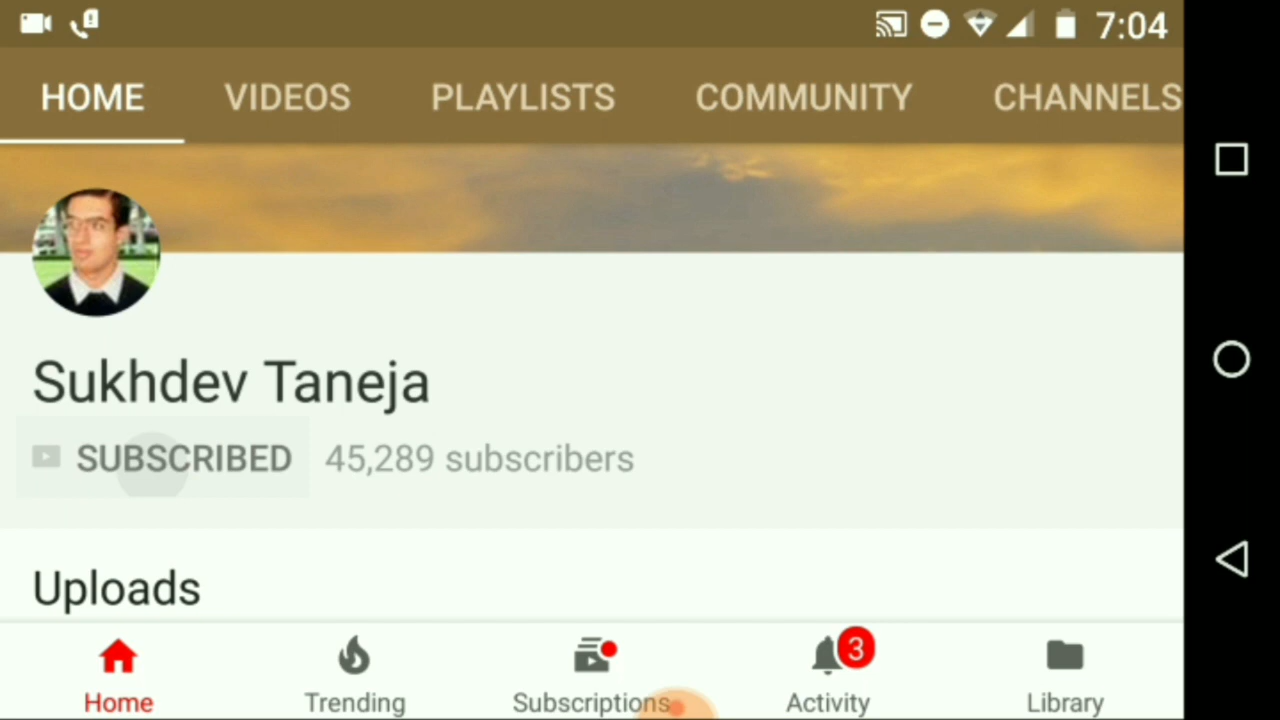 7:04
HOME VIDEOS PLAYLISTS COMMUNITY CHANNELS
Sukhdev Taneja
SUBSCRIBED 45,289 subscribers
Uploads
3
Home Trending Subscriptions Activity Library